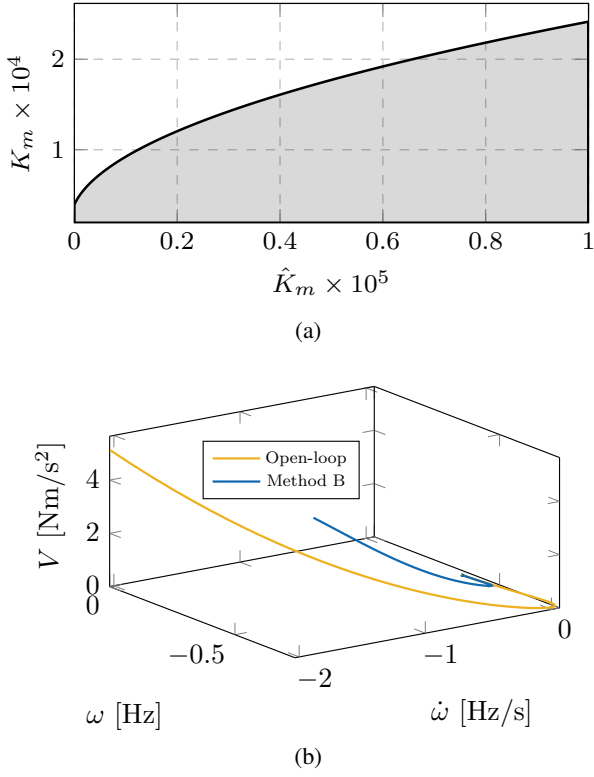 2
1
K_m × 10^4
0 0.2 0.4 0.6 0.8 1
K̂_m × 10^5
(a)
Open-loop
Method B
4
2
0
V [Nm/s²]
0 −0.5
−2 −1 0
ω [Hz]
ω̇ [Hz/s]
(b)